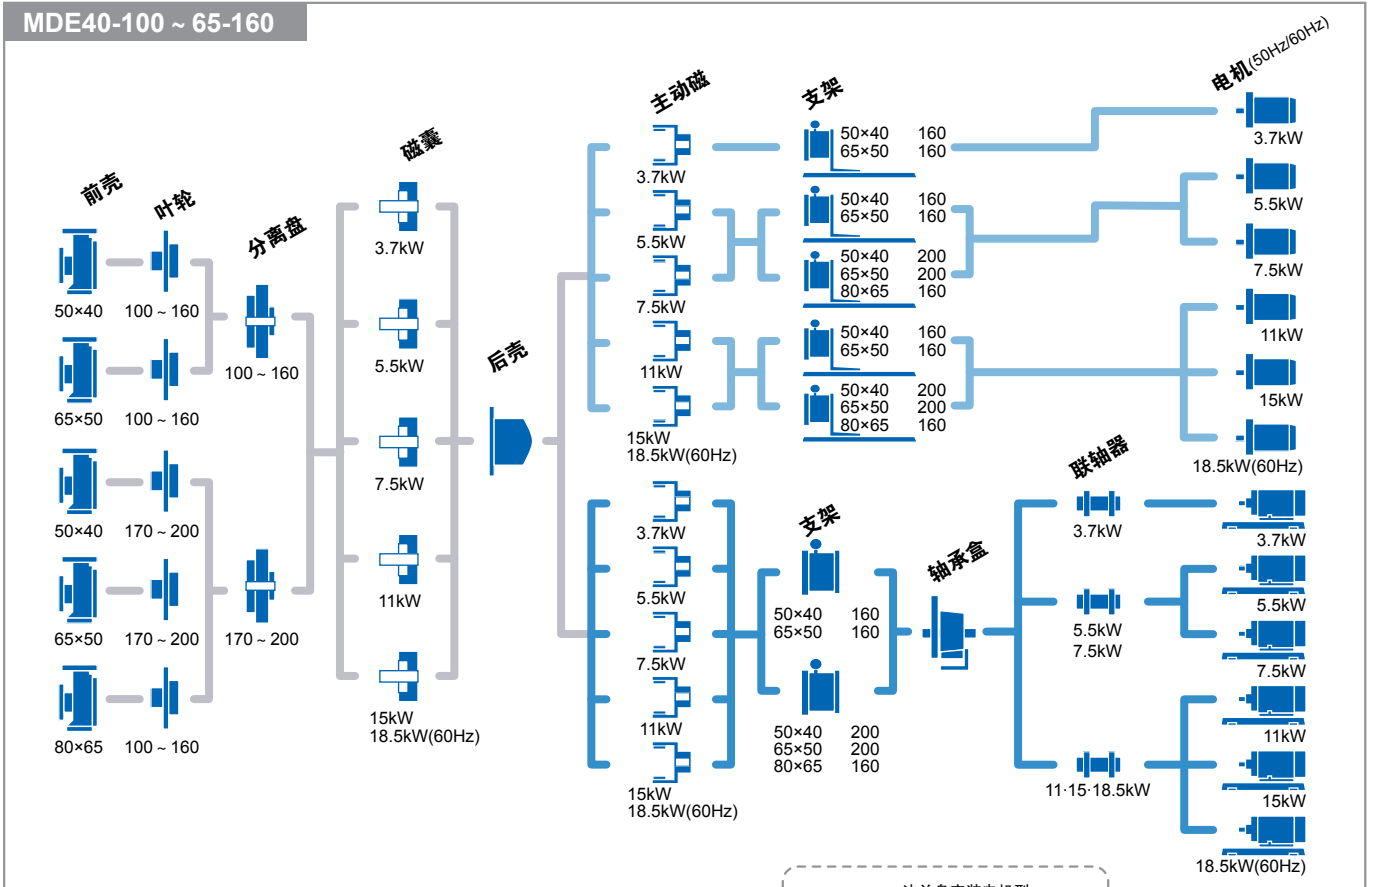 MDE40-100 ~ 65-160
前壳
叶轮
分离盘
磁囊
后壳
主动磁
支架
电机(50Hz/60Hz)
50×40
100 ~ 160
65×50
100 ~ 160
100 ~ 160
50×40
170 ~ 200
65×50
170 ~ 200
170 ~ 200
80×65
100 ~ 160
3.7kW
5.5kW
7.5kW
11kW
15kW
18.5kW(60Hz)
3.7kW
5.5kW
7.5kW
11kW
15kW
18.5kW(60Hz)
50×40 160
65×50 160
50×40 160
65×50 160
50×40 200
65×50 200
80×65 160
50×40 160
65×50 160
50×40 200
65×50 200
80×65 160
3.7kW
5.5kW
7.5kW
11kW
15kW
18.5kW(60Hz)
3.7kW
5.5kW
7.5kW
11kW
15kW
18.5kW(60Hz)
支架
50×40 160
65×50 160
50×40 200
65×50 200
80×65 160
轴承盒
联轴器
3.7kW
5.5kW
7.5kW
11·15·18.5kW
3.7kW
5.5kW
7.5kW
11kW
15kW
18.5kW(60Hz)